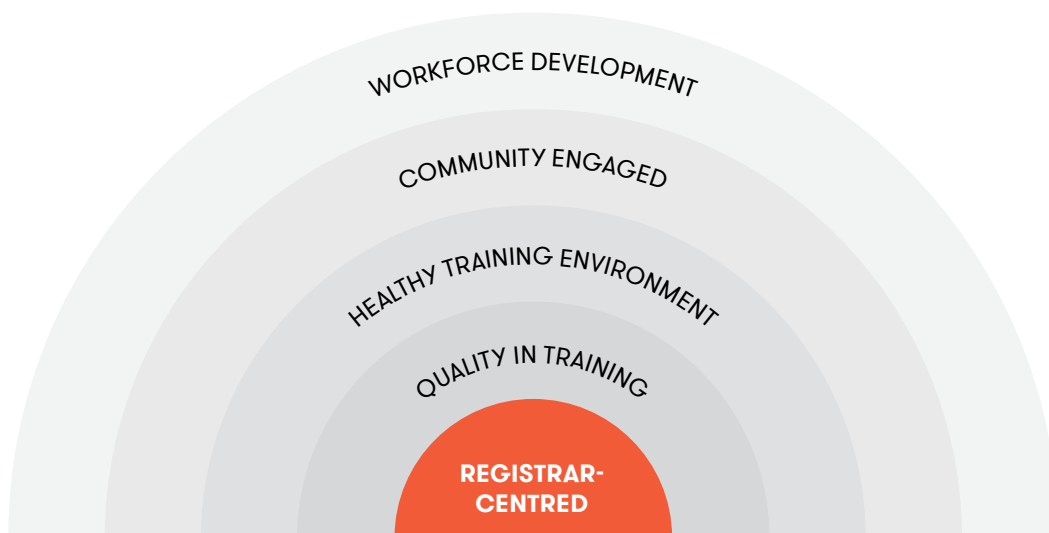 WORKFORCE DEVELOPMENT
COMMUNITY ENGAGED
HEALTHY TRAINING ENVIRONMENT
QUALITY IN TRAINING
REGISTRAR-
CENTRED